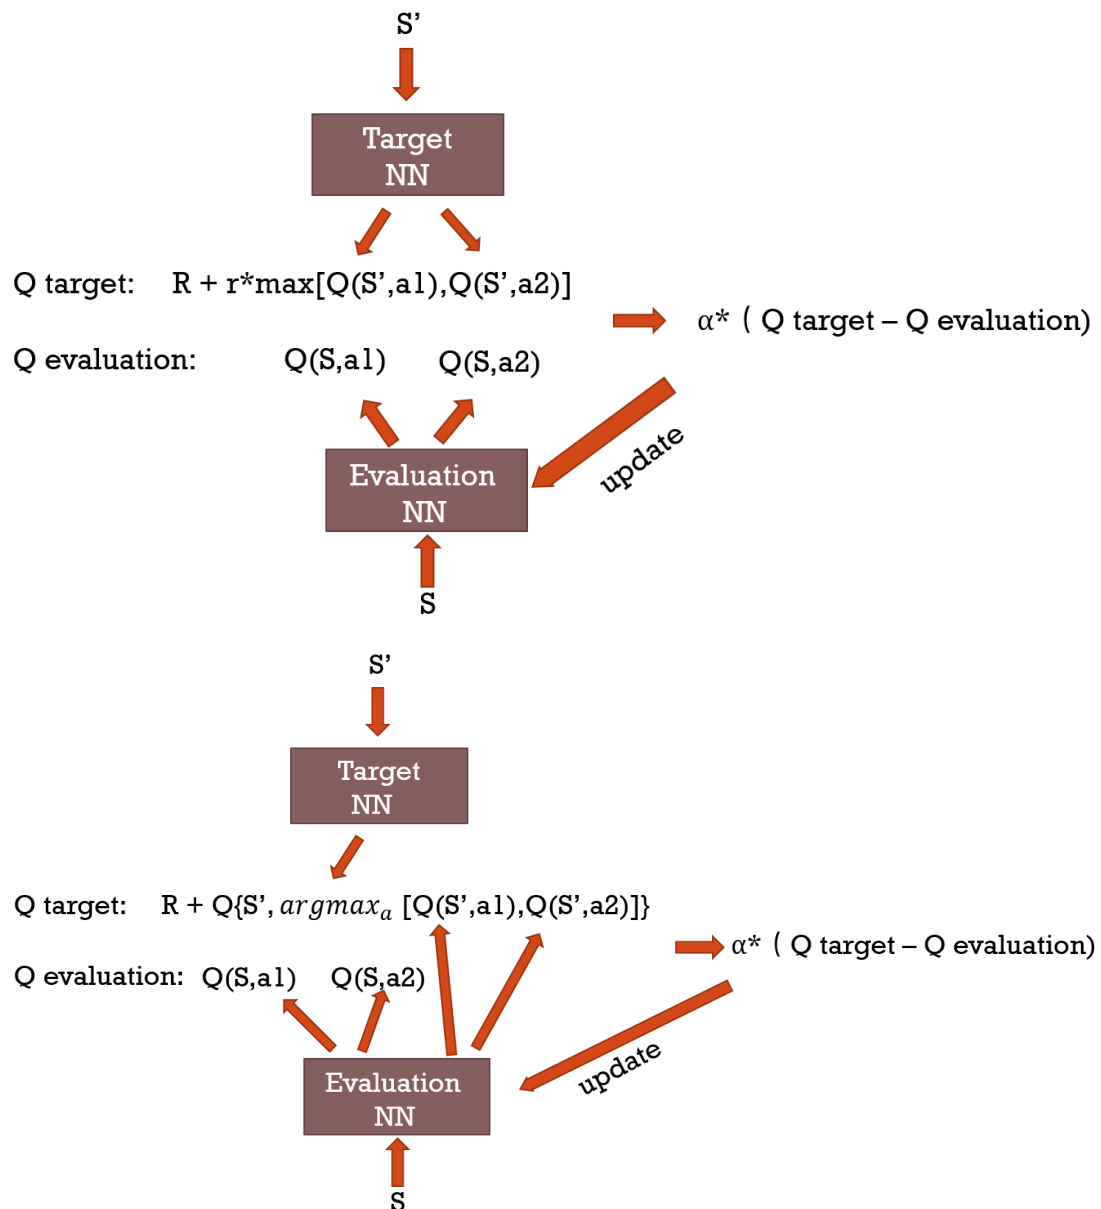 S’
Target
NN
Q target: R + r*max[Q(S’,a1),Q(S’,a2)]
α* ( Q target – Q evaluation)
Q evaluation: Q(S,a1) Q(S,a2)
update
Evaluation
NN
S
S’
Target
NN
Q target: R + Q{S’, argmaxₐ [Q(S’,a1),Q(S’,a2)]}
α* ( Q target – Q evaluation)
Q evaluation: Q(S,a1) Q(S,a2)
update
Evaluation
NN
S